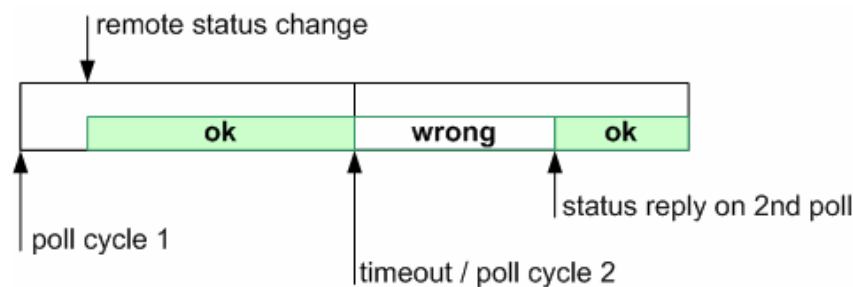 remote status change
ok wrong ok
status reply on 2nd poll
poll cycle 1
timeout / poll cycle 2